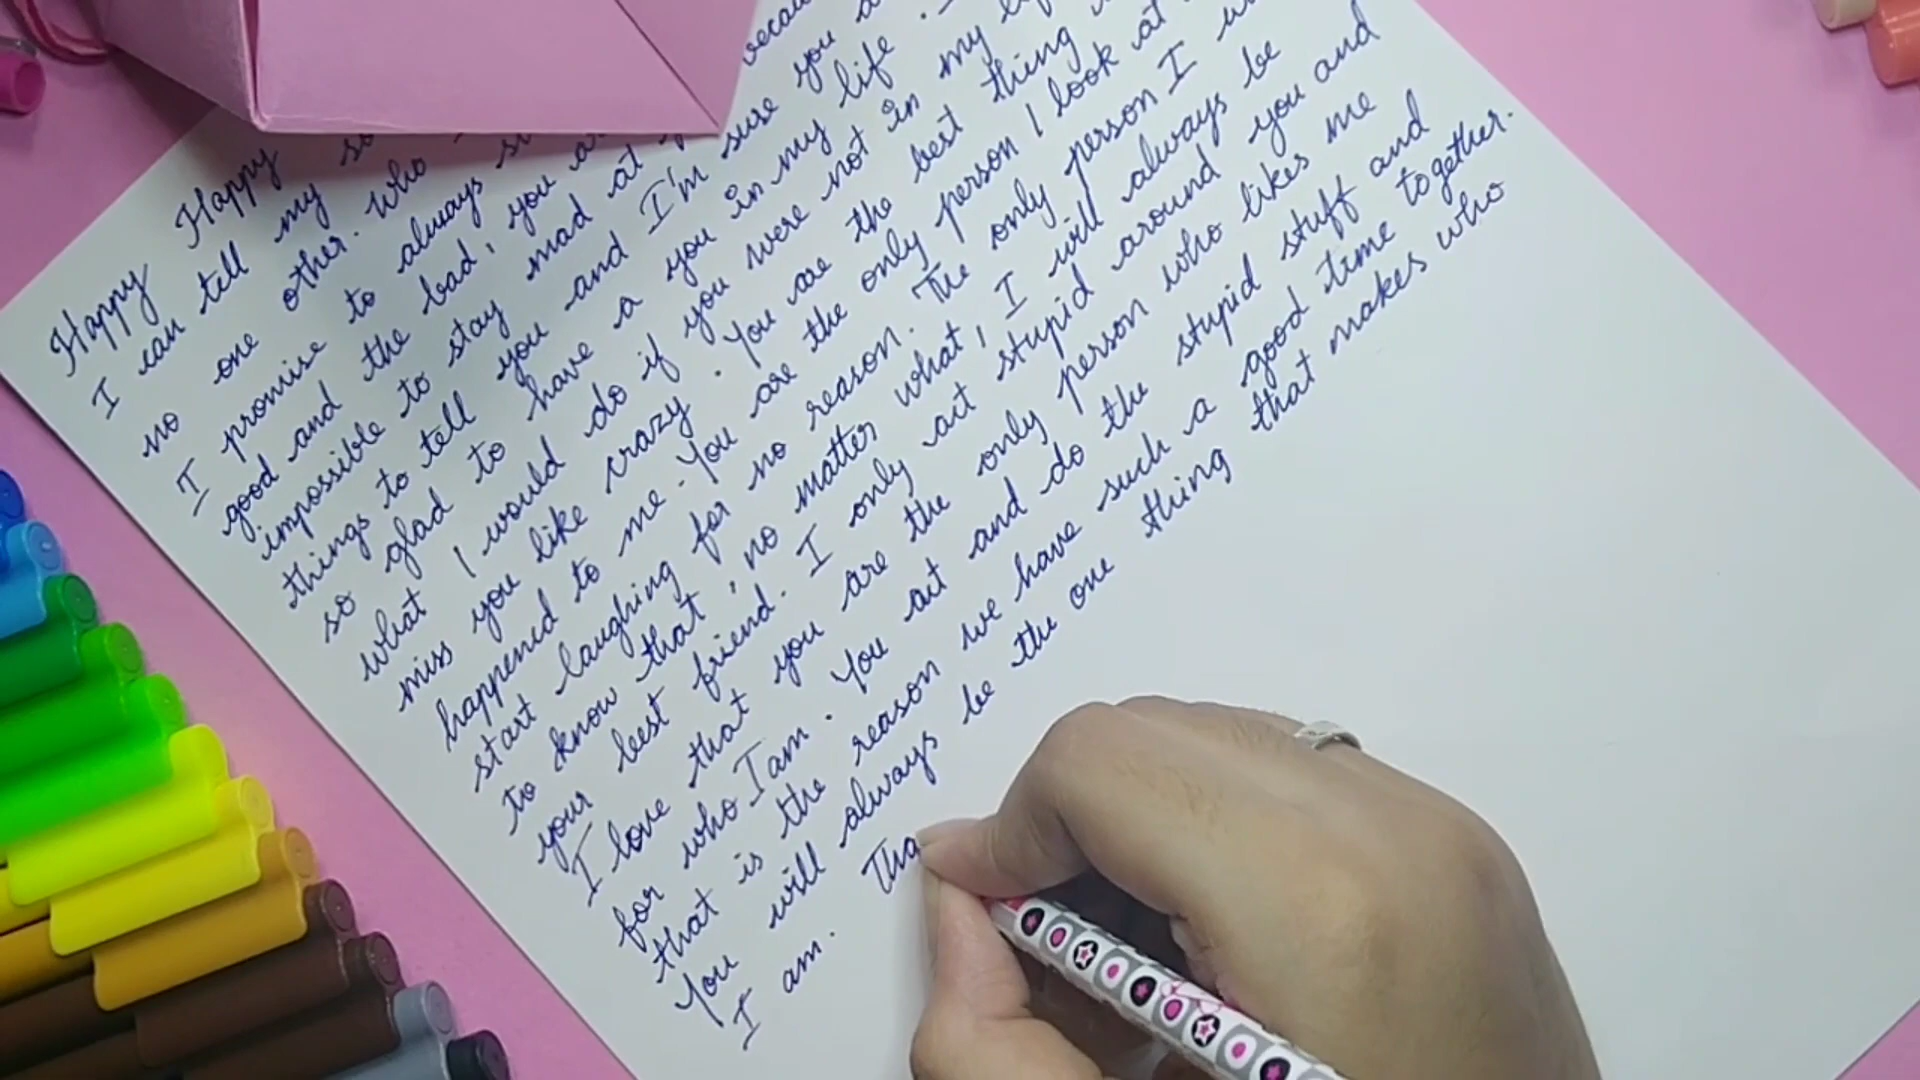 Happy Happy
I can tell my
no one other. Who
I promise to always
good and the bad, you
impossible to stay mad at
things to tell you and I'm sure you
so glad to have a you in my life.
what I would do if you were not in my
miss you like crazy. You are the best thing
happened to me. You are the only person I look at
start laughing for no reason. The only person I
to know that, no matter what, I will always be
your best friend. I only act stupid around you and
I love that you are the only person who likes me
for who I am. You act and do the stupid stuff and
that is the reason we have such a good time together.
You will always be the one thing that makes who
I am. Tha